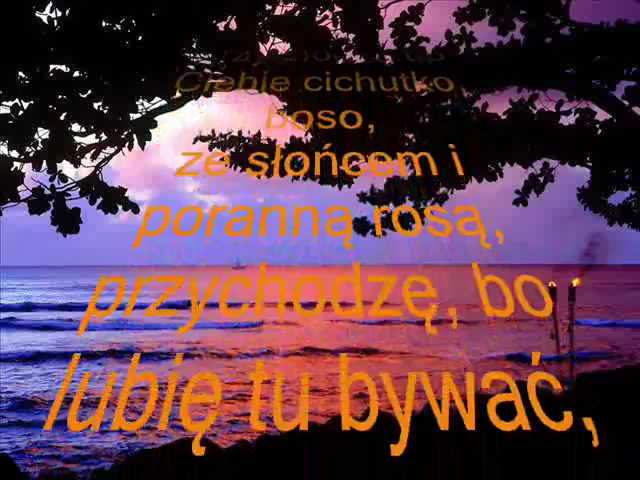 Ciebie cichutko,
boso,
ze słońcem i
poranną rosą,
przychodzę, bo
lubię tu bywać,